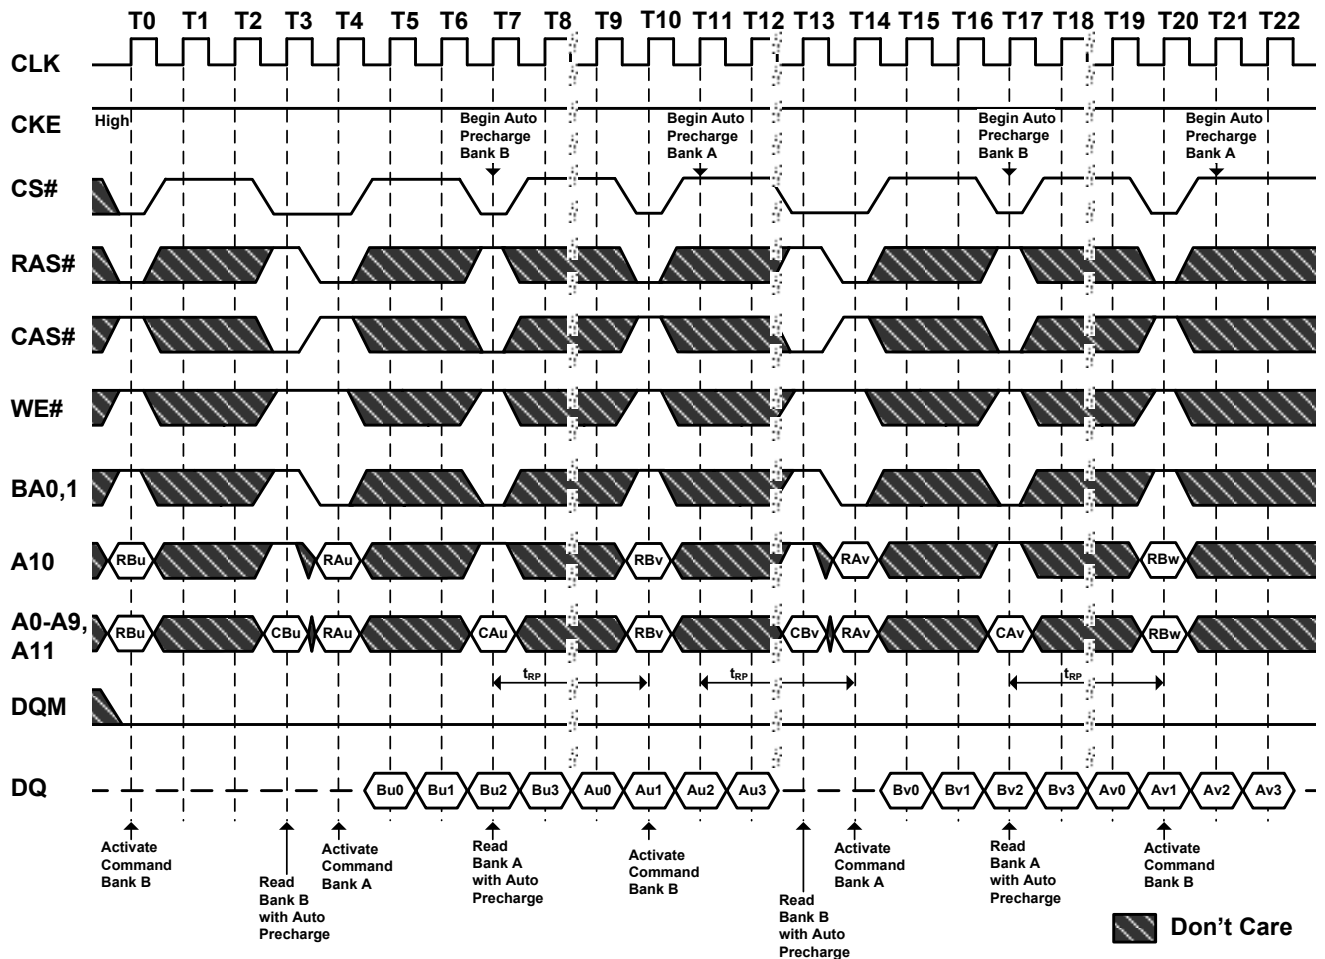 T0 T1 T2 T3 T4 T5 T6 T7 T8 T9 T10 T11 T12 T13 T14 T15 T16 T17 T18 T19 T20 T21 T22
CLK
CKE
High
Begin Auto
Precharge
Bank B
Begin Auto
Precharge
Bank A
Begin Auto
Precharge
Bank B
Begin Auto
Precharge
Bank A
CS#
RAS#
CAS#
WE#
BA0,1
A10
RBu RAu RBv RAv RBw
A0-A9,
A11
RBu CBu RAu CAu RBv CBv RAv CAv RBw
tRP tRP tRP
DQM
DQ
Bu0 Bu1 Bu2 Bu3 Au0 Au1 Au2 Au3 Bv0 Bv1 Bv2 Bv3 Av0 Av1 Av2 Av3
Activate
Command
Bank B
Read
Bank B
with Auto
Precharge
Activate
Command
Bank A
Read
Bank A
with Auto
Precharge
Activate
Command
Bank B
Read
Bank B
with Auto
Precharge
Activate
Command
Bank A
Read
Bank A
with Auto
Precharge
Activate
Command
Bank B
Don't Care